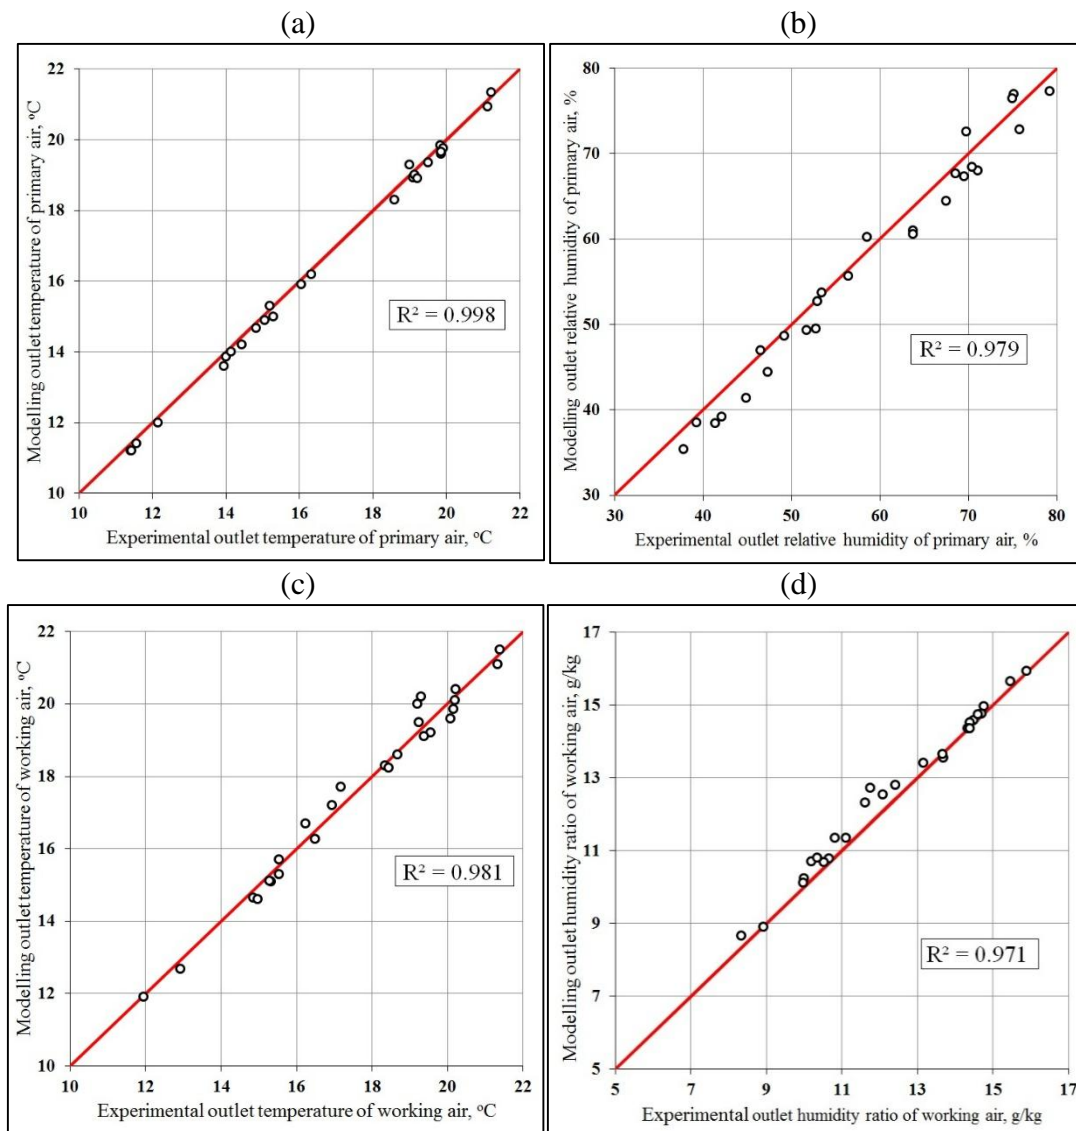 (a)
Modelling outlet temperature of primary air, ºC
22
20
18
16
14
12
10
R² = 0.998
10 12 14 16 18 20 22
Experimental outlet temperature of primary air, ºC
(b)
Modelling outlet relative humidity of primary air, %
80
70
60
50
40
30
R² = 0.979
30 40 50 60 70 80
Experimental outlet relative humidity of primary air, %
(c)
Modelling outlet temperature of working air, ºC
22
20
18
16
14
12
10
R² = 0.981
10 12 14 16 18 20 22
Experimental outlet temperature of working air, ºC
(d)
Modelling outlet humidity ratio of working air, g/kg
17
15
13
11
9
7
5
R² = 0.971
5 7 9 11 13 15 17
Experimental outlet humidity ratio of working air, g/kg